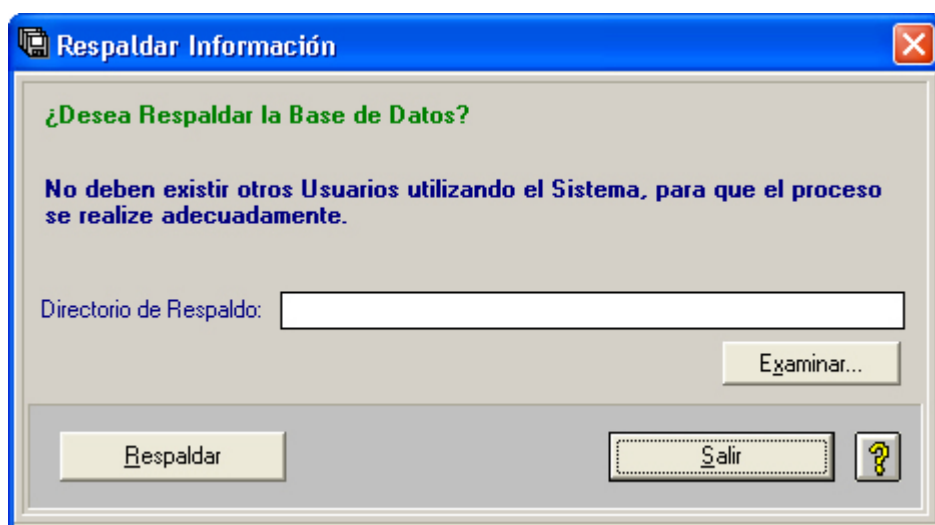 Respaldar Información
¿Desea Respaldar la Base de Datos?
No deben existir otros Usuarios utilizando el Sistema, para que el proceso
se realize adecuadamente.
Directorio de Respaldo:
Examinar...
Respaldar
Salir
?